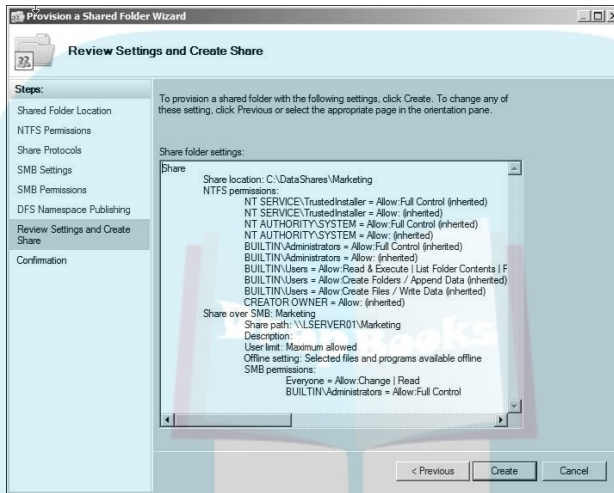 Provision a Shared Folder Wizard
Review Settings and Create Share
Steps:
Shared Folder Location
NTFS Permissions
Share Protocols
SMB Settings
SMB Permissions
DFS Namespace Publishing
Review Settings and Create
Share
Confirmation
To provision a shared folder with the following settings, click Create. To change any of
these setting, click Previous or select the appropriate page in the orientation pane.
Share folder settings:
Share
Share location: C:\DataShares\Marketing
NTFS permissions:
NT SERVICE\TrustedInstaller = Allow:Full Control (inherited)
NT SERVICE\TrustedInstaller = Allow: (inherited)
NT AUTHORITY\SYSTEM = Allow:Full Control (inherited)
NT AUTHORITY\SYSTEM = Allow: (inherited)
BUILTIN\Administrators = Allow:Full Control (inherited)
BUILTIN\Administrators = Allow: (inherited)
BUILTIN\Users = Allow:Read & Execute | List Folder Contents |
BUILTIN\Users = Allow:Create Folders / Append Data (inherited)
BUILTIN\Users = Allow:Create Files / Write Data (inherited)
CREATOR OWNER = Allow: (inherited)
Share over SMB: Marketing
Share path: \\LSERVER01\Marketing
Description:
User limit: Maximum allowed
Offline setting: Selected files and programs available offline
SMB permissions:
Everyone = Allow:Change | Read
BUILTIN\Administrators = Allow:Full Control
< Previous
Create
Cancel